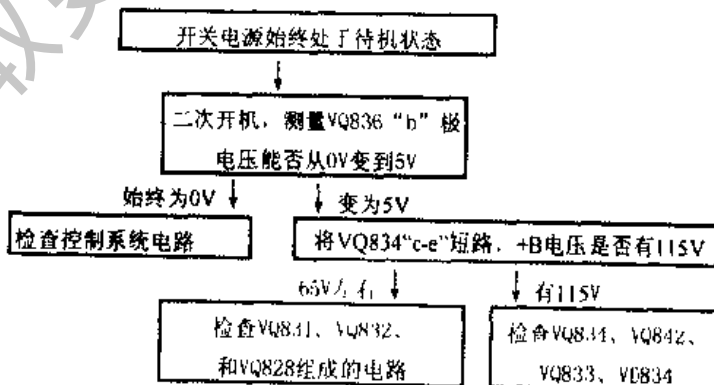 开关电源始终处于待机状态
二次开机，测量VQ836 “b” 极
电压能否从0V变到5V
始终为0V
变为5V
检查控制系统电路
将VQ834“c-e”短路，+B电压是否有115V
65V左右
有115V
检查VQ831、VQ832、
和VQ828组成的电路
检查VQ834、VQ842、
VQ833、VD834